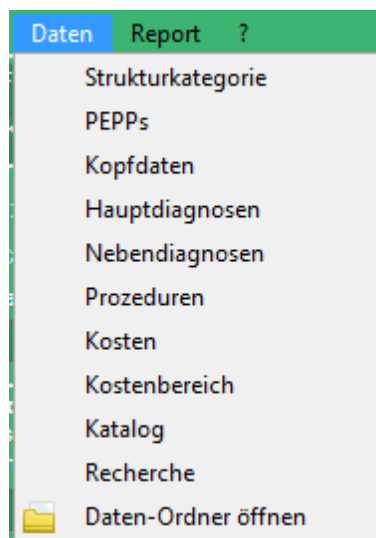 Daten Report ?
Strukturkategorie
PEPPs
Kopfdaten
Hauptdiagnosen
Nebendiagnosen
Prozeduren
Kosten
Kostenbereich
Katalog
Recherche
Daten-Ordner öffnen